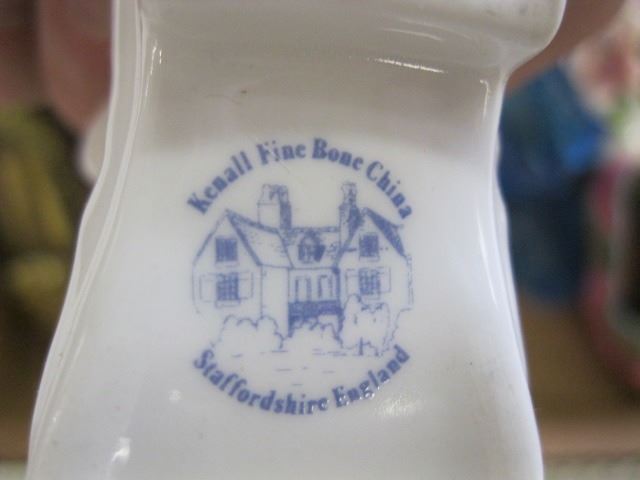 Kenall Fine Bone China
Staffordshire England